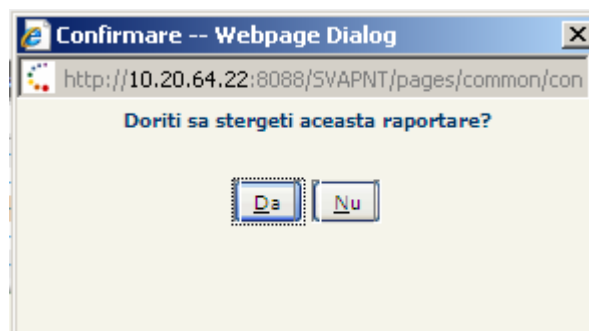 Confirmare -- Webpage Dialog
http://10.20.64.22:8088/SVAPNT/pages/common/con
Doriti sa stergeti aceasta raportare?
Da Nu